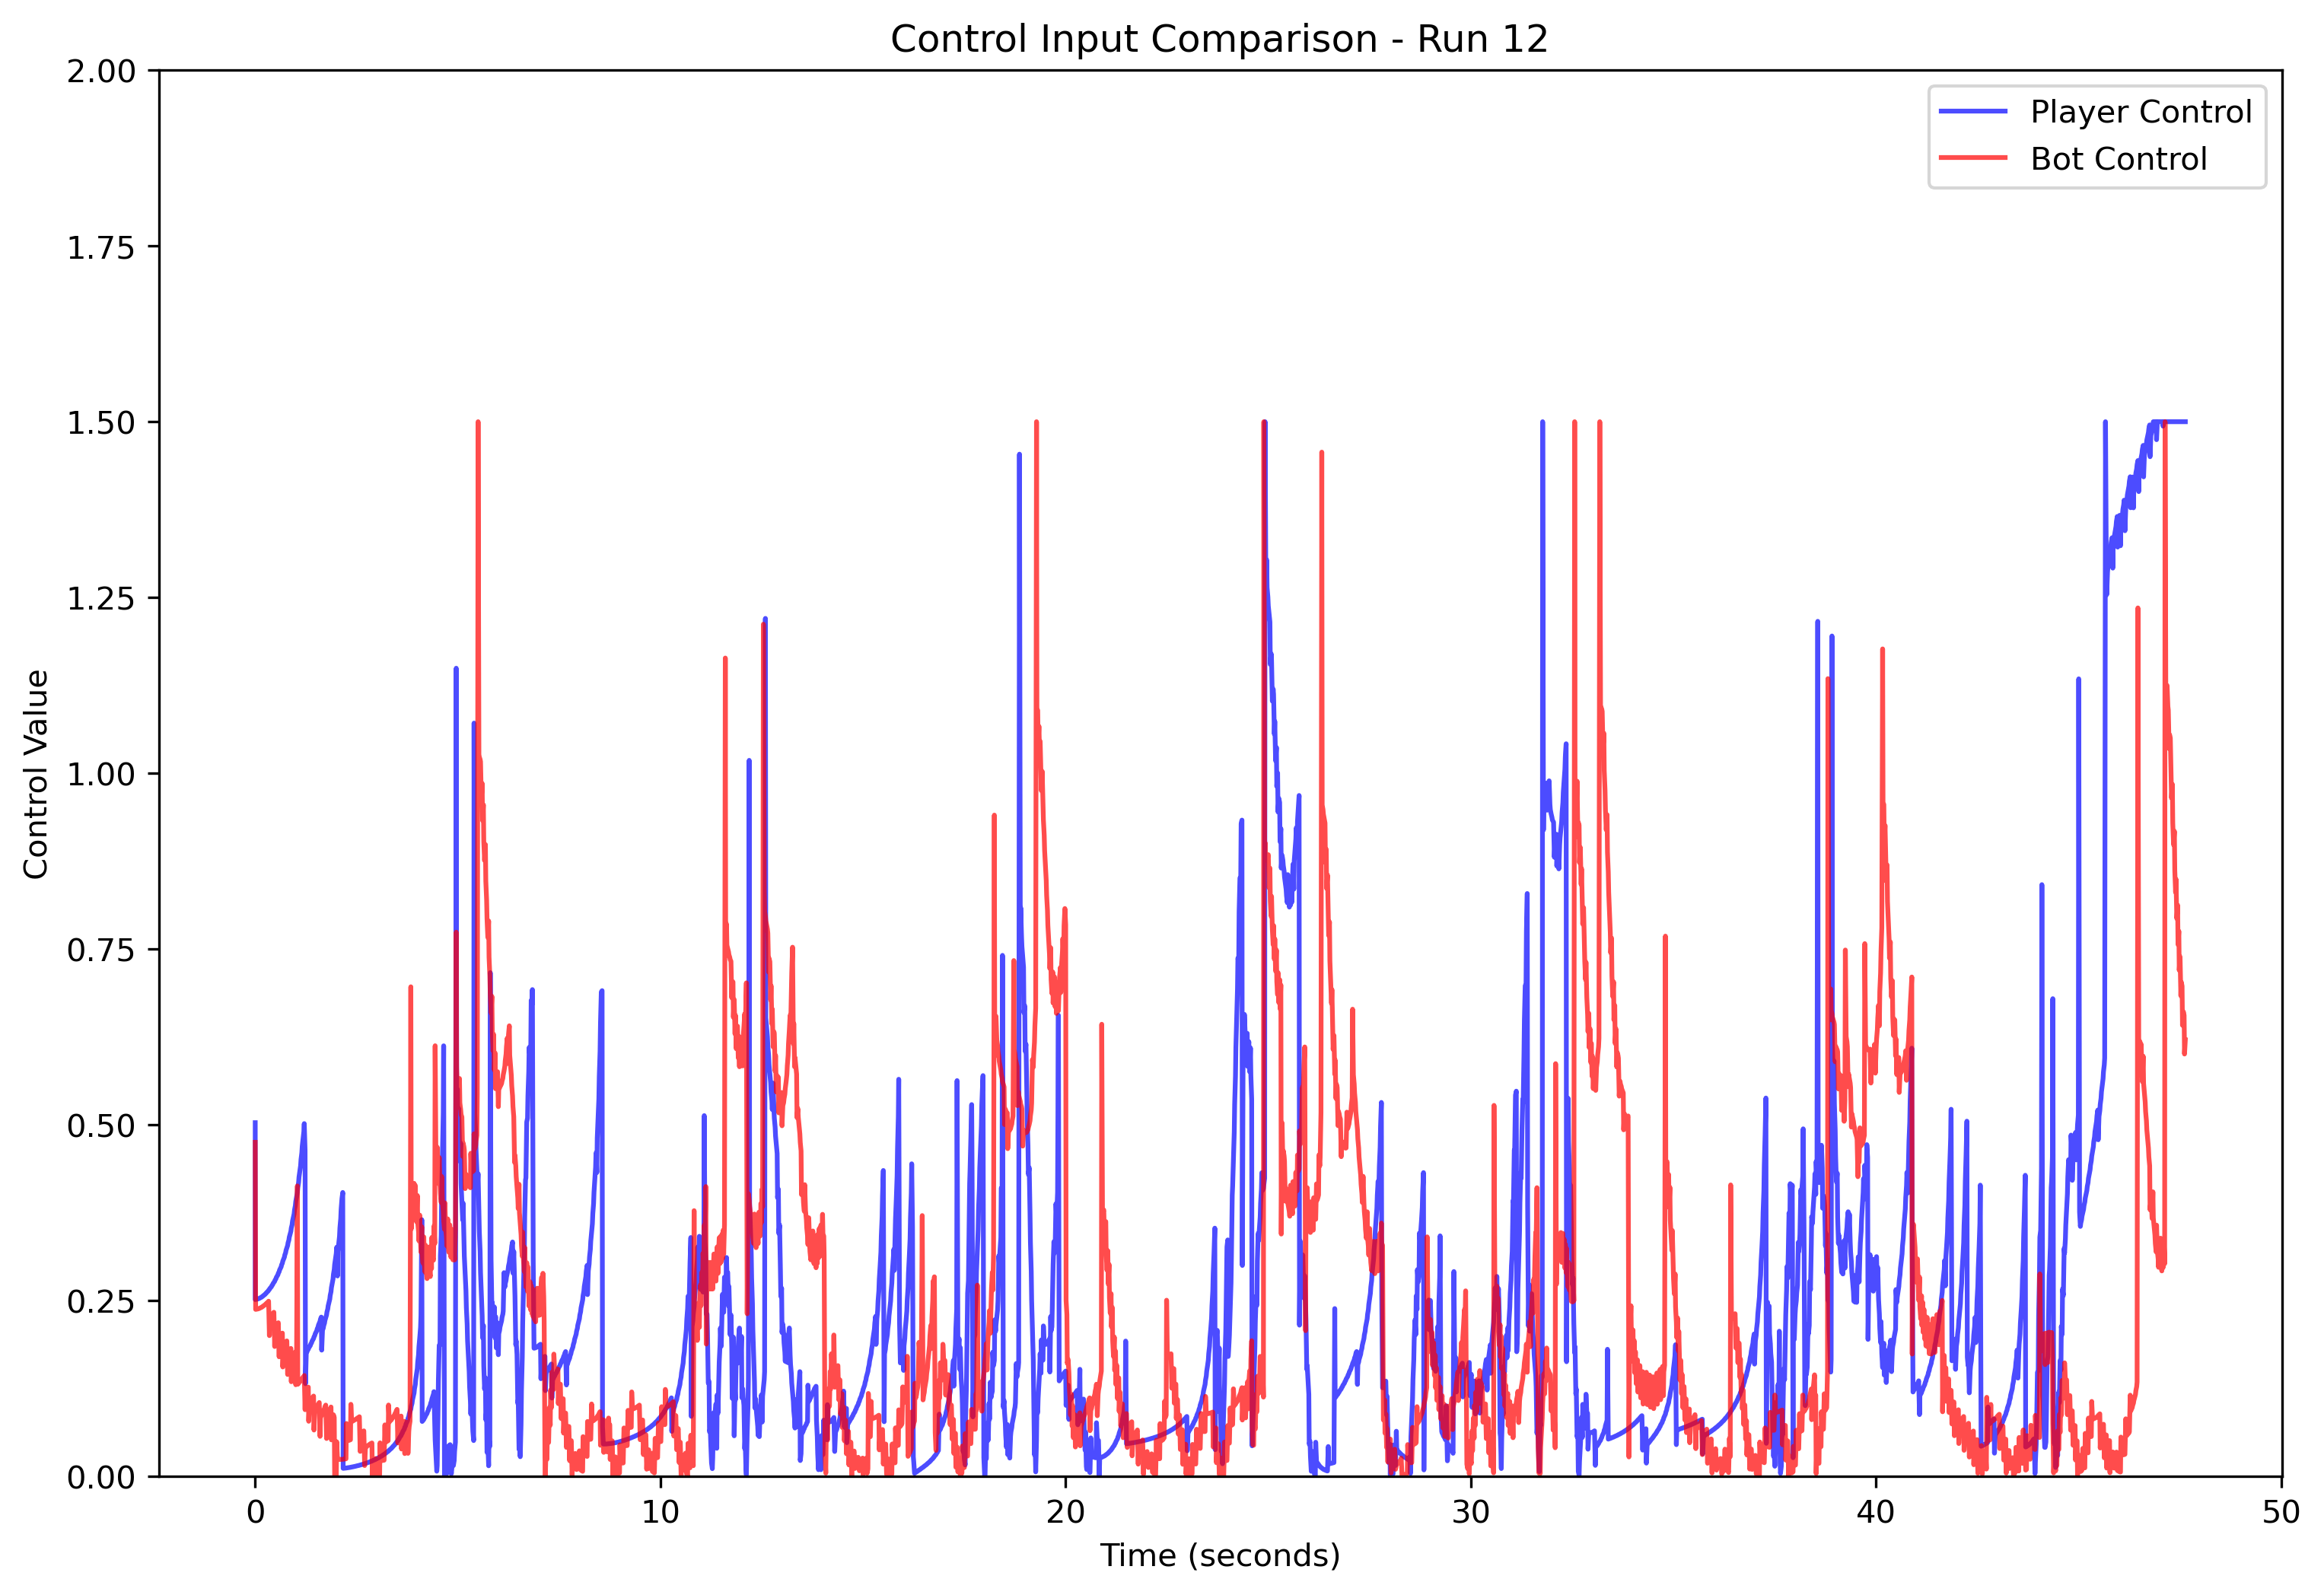 Control Input Comparison - Run 12
Player Control
Bot Control
Control Value
2.00
1.75
1.50
1.25
1.00
0.75
0.50
0.25
0.00
0 10 20 30 40 50
Time (seconds)